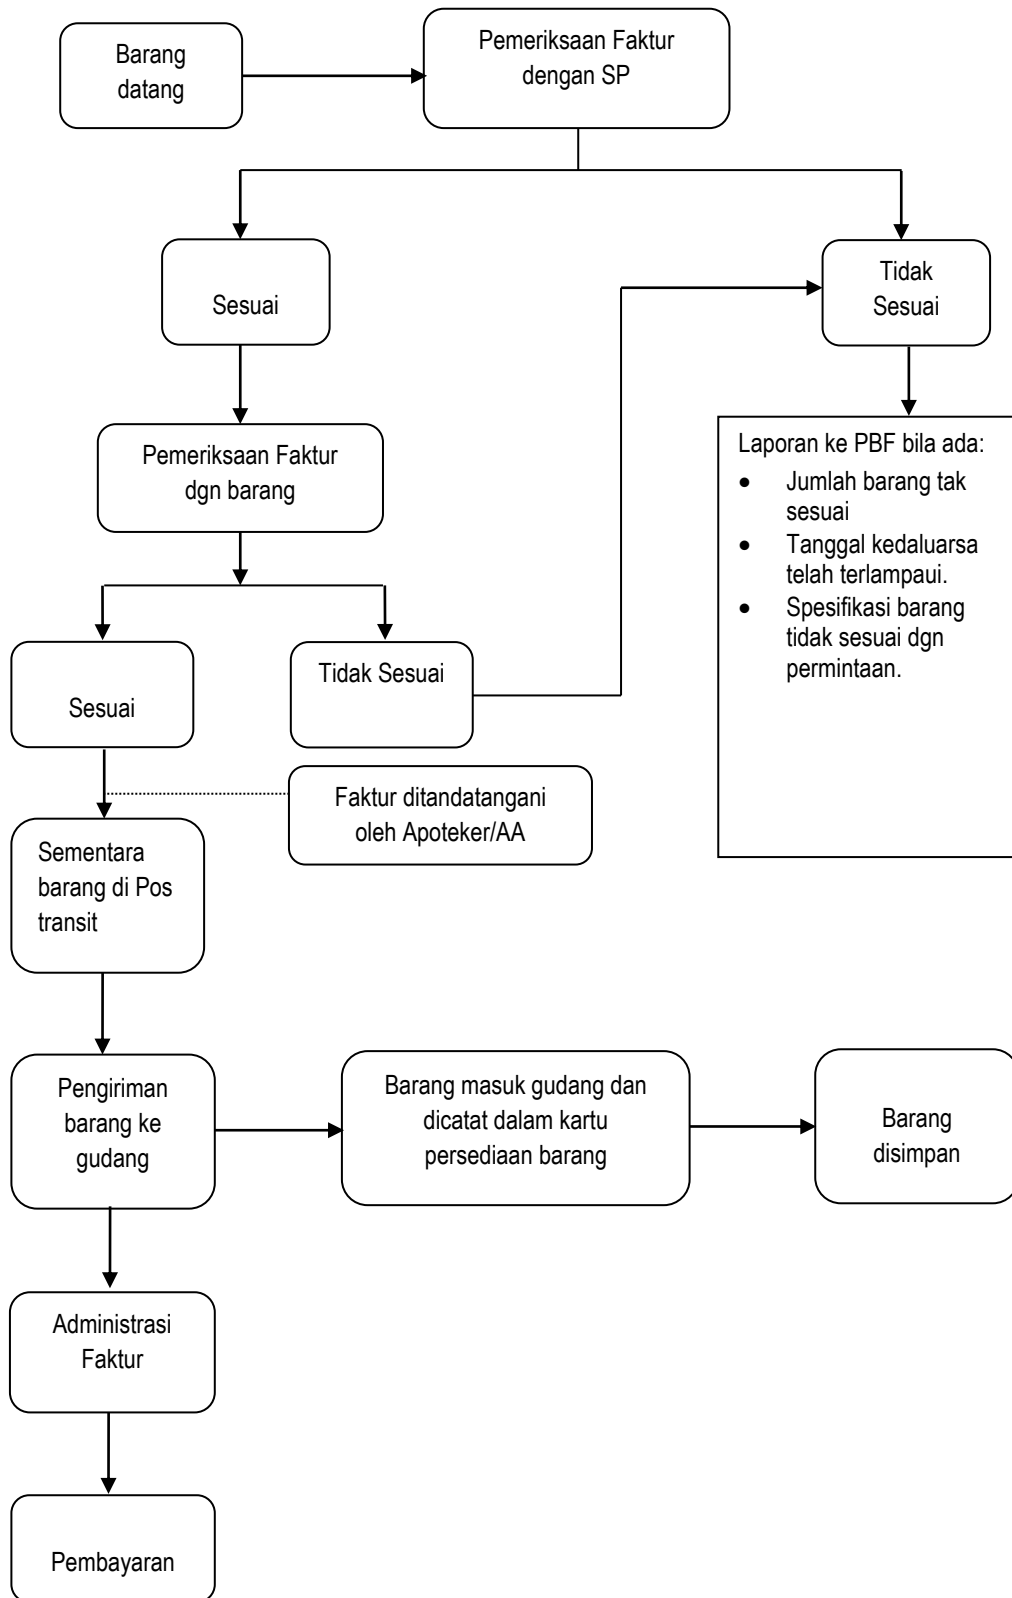 Barang
datang
Pemeriksaan Faktur
dengan SP
Sesuai
Tidak
Sesuai
Pemeriksaan Faktur
dgn barang
Laporan ke PBF bila ada:
• Jumlah barang tak
sesuai
• Tanggal kedaluarsa
telah terlampaui.
• Spesifikasi barang
tidak sesuai dgn
permintaan.
Sesuai
Tidak Sesuai
Faktur ditandatangani
oleh Apoteker/AA
Sementara
barang di Pos
transit
Pengiriman
barang ke
gudang
Barang masuk gudang dan
dicatat dalam kartu
persediaan barang
Barang
disimpan
Administrasi
Faktur
Pembayaran